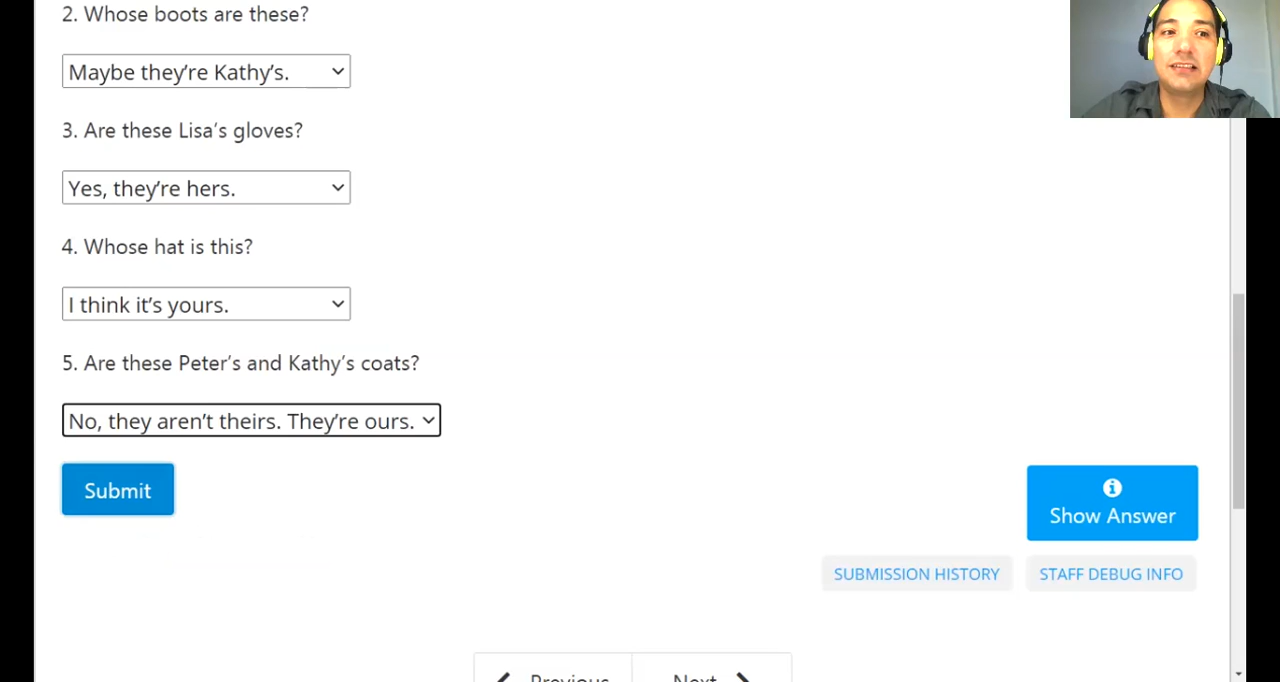 2. Whose boots are these?
Maybe they’re Kathy’s.
3. Are these Lisa’s gloves?
Yes, they’re hers.
4. Whose hat is this?
I think it’s yours.
5. Are these Peter’s and Kathy’s coats?
No, they aren’t theirs. They’re ours.
Submit
Show Answer
SUBMISSION HISTORY
STAFF DEBUG INFO
Previous
Next